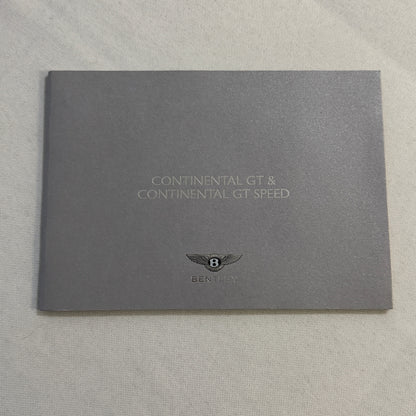 CONTINENTAL GT &
CONTINENTAL GT SPEED
B
BENTLEY